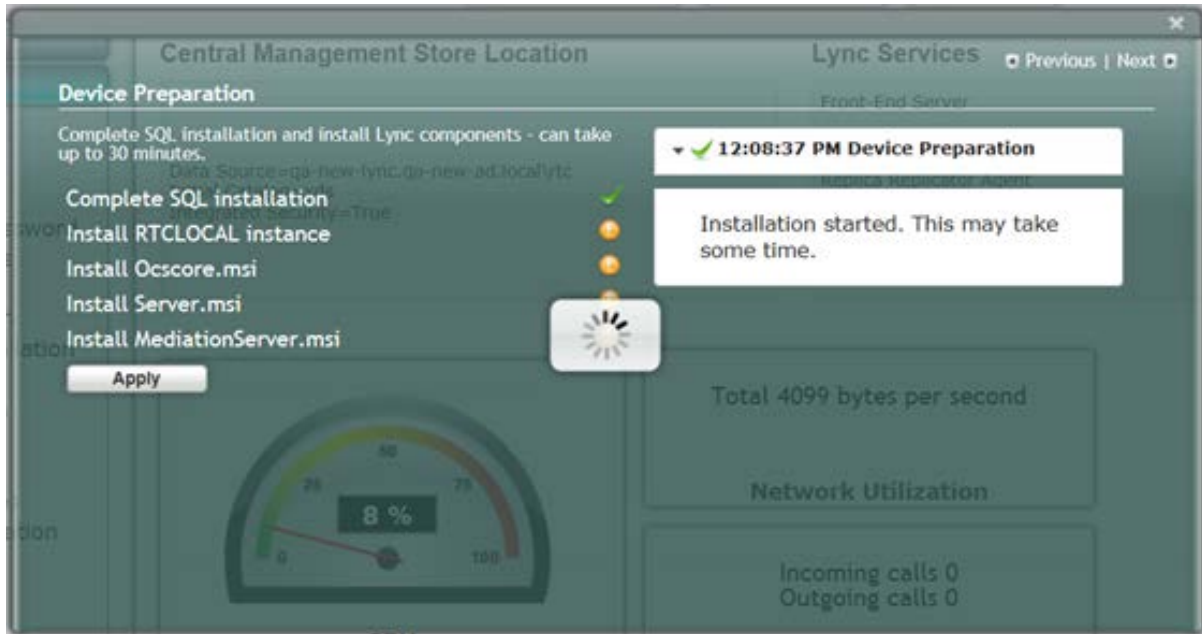 Central Management Store Location
Lync Services
Previous | Next
Device Preparation
Front-End Server
Complete SQL installation and install Lync components - can take
up to 30 minutes.
12:08:37 PM Device Preparation
Data Source=qa-new-lync.qa-new-ad.local\rtc
Replica Replicator Agent
Complete SQL installation
Integrated Security=True
Installation started. This may take
some time.
Install RTCLOCAL instance
Install Ocscore.msi
Install Server.msi
Install MediationServer.msi
Apply
Total 4099 bytes per second
50
25
75
8 %
0
100
Network Utilization
Incoming calls 0
Outgoing calls 0